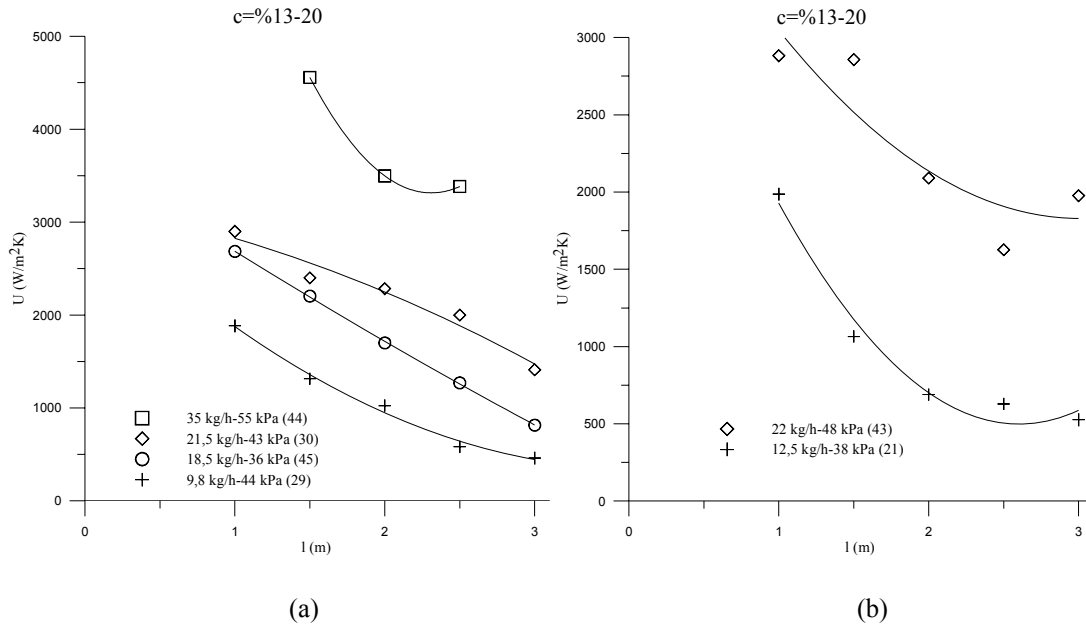 c=%13-20
5000
4000
3000
2000
1000
0
U (W/m²K)
35 kg/h-55 kPa (44)
21,5 kg/h-43 kPa (30)
18,5 kg/h-36 kPa (45)
9,8 kg/h-44 kPa (29)
0 1 2 3
l (m)
(a)
c=%13-20
3000
2500
2000
1500
1000
500
0
U (W/m²K)
22 kg/h-48 kPa (43)
12,5 kg/h-38 kPa (21)
0 1 2 3
l (m)
(b)